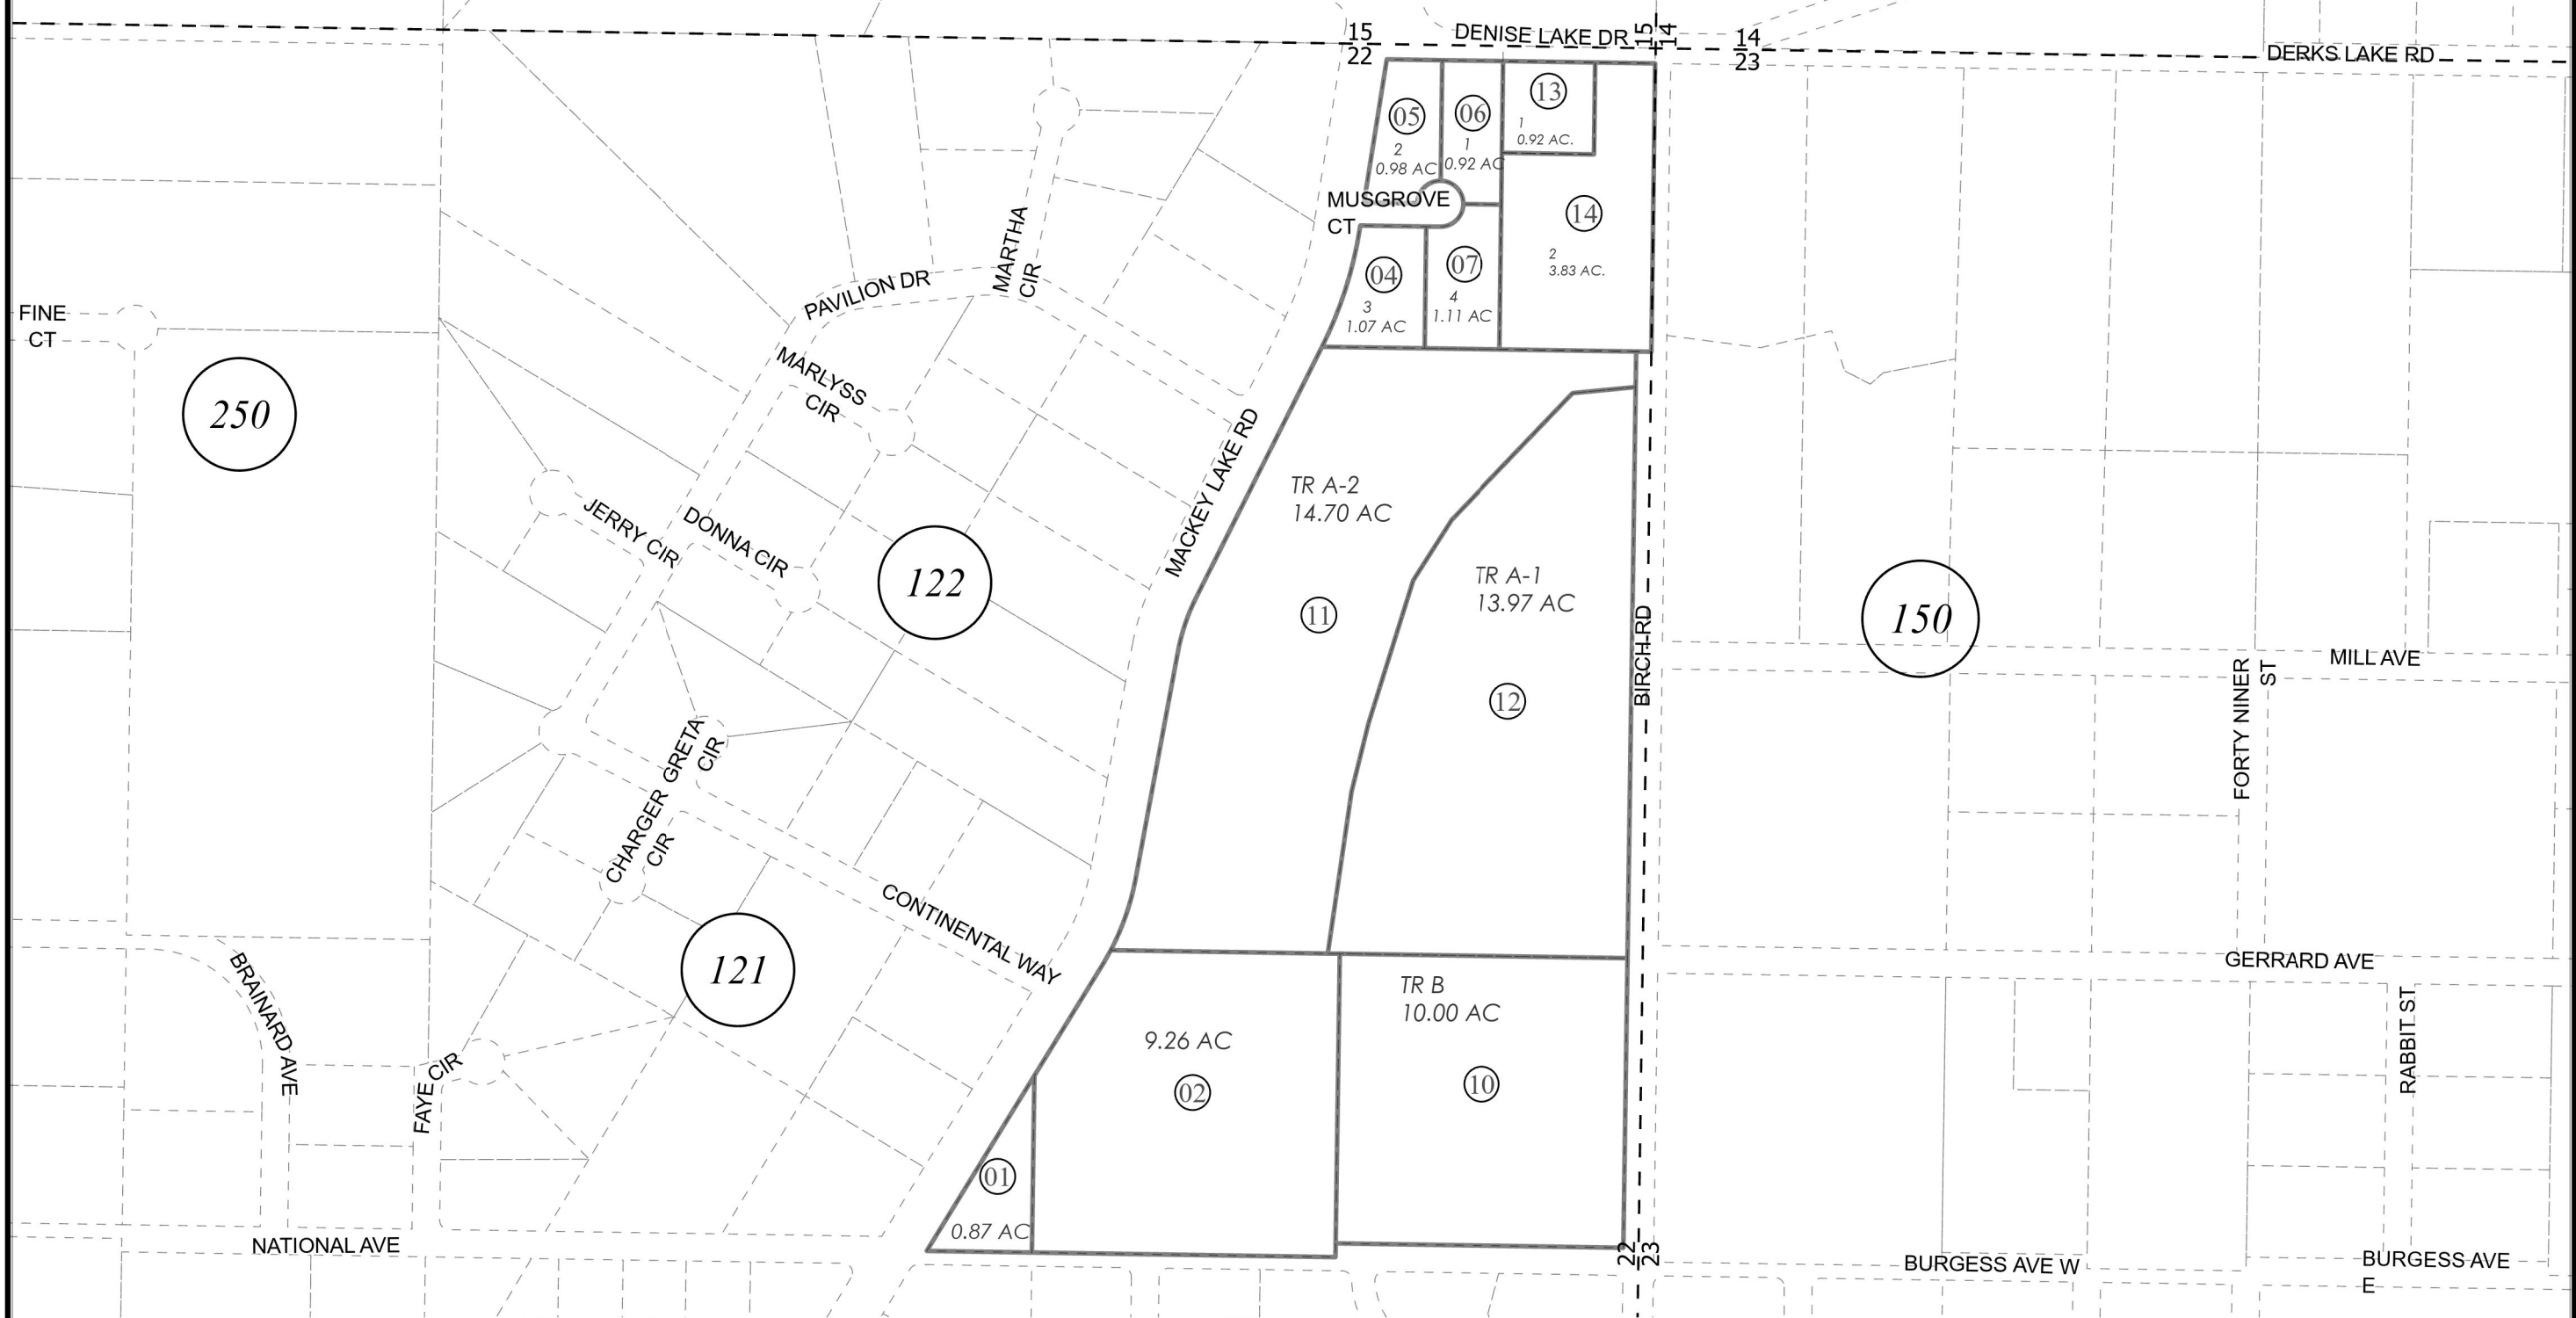 15
DENISE LAKE DR
15
14
14
22
23
DERKS LAKE RD
05
2
0.98 AC
06
1
0.92 AC
13
1
0.92 AC.
MUSGROVE
CT
14
2
3.83 AC.
04
3
1.07 AC
07
4
1.11 AC
MARTHA
CIR
PAVILION DR
FINE
CT
MARLYSS
CIR
250
MACKEY LAKE RD
TR A-2
14.70 AC
11
JERRY CIR
DONNA CIR
122
TR A-1
13.97 AC
12
BIRCH RD
150
MILL AVE
FORTY NINER
ST
GRETA
CIR
CHARGER
CIR
CONTINENTAL WAY
121
BRAINARD AVE
FAYE CIR
GERRARD AVE
RABBIT ST
TR B
10.00 AC
10
9.26 AC
02
01
0.87 AC
NATIONAL AVE
22
23
BURGESS AVE W
BURGESS AVE
E